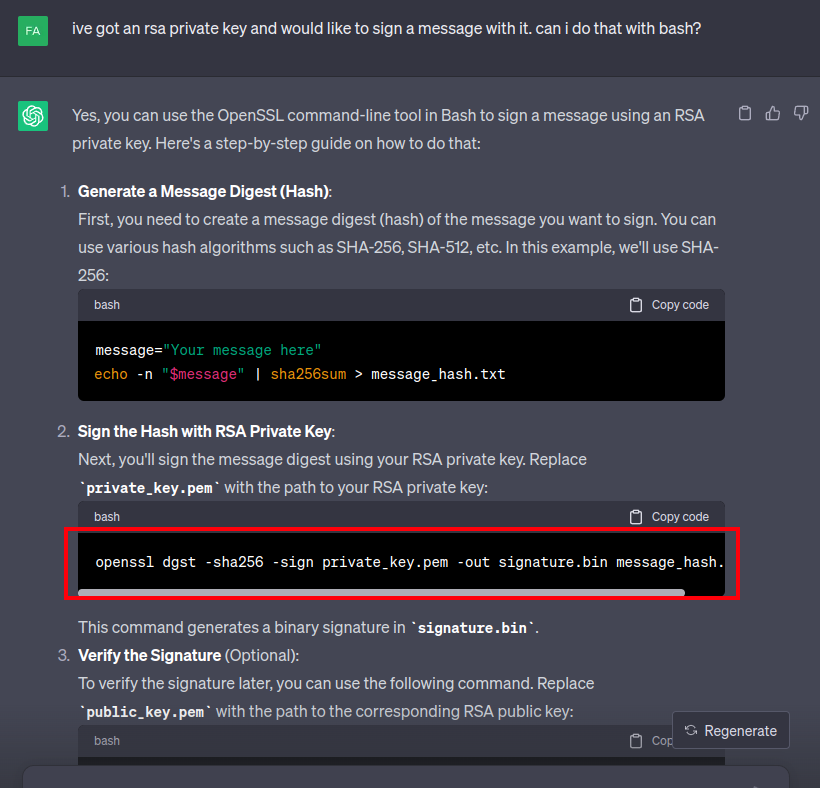 FA
ive got an rsa private key and would like to sign a message with it. can i do that with bash?
Yes, you can use the OpenSSL command-line tool in Bash to sign a message using an RSA
private key. Here's a step-by-step guide on how to do that:
1. Generate a Message Digest (Hash):
First, you need to create a message digest (hash) of the message you want to sign. You can
use various hash algorithms such as SHA-256, SHA-512, etc. In this example, we'll use SHA-
256:
bash Copy code
message="Your message here"
echo -n "$message" | sha256sum > message_hash.txt
2. Sign the Hash with RSA Private Key:
Next, you'll sign the message digest using your RSA private key. Replace
`private_key.pem` with the path to your RSA private key:
bash Copy code
openssl dgst -sha256 -sign private_key.pem -out signature.bin message_hash.
This command generates a binary signature in `signature.bin`.
3. Verify the Signature (Optional):
To verify the signature later, you can use the following command. Replace
`public_key.pem` with the path to the corresponding RSA public key:
bash Cop
Regenerate